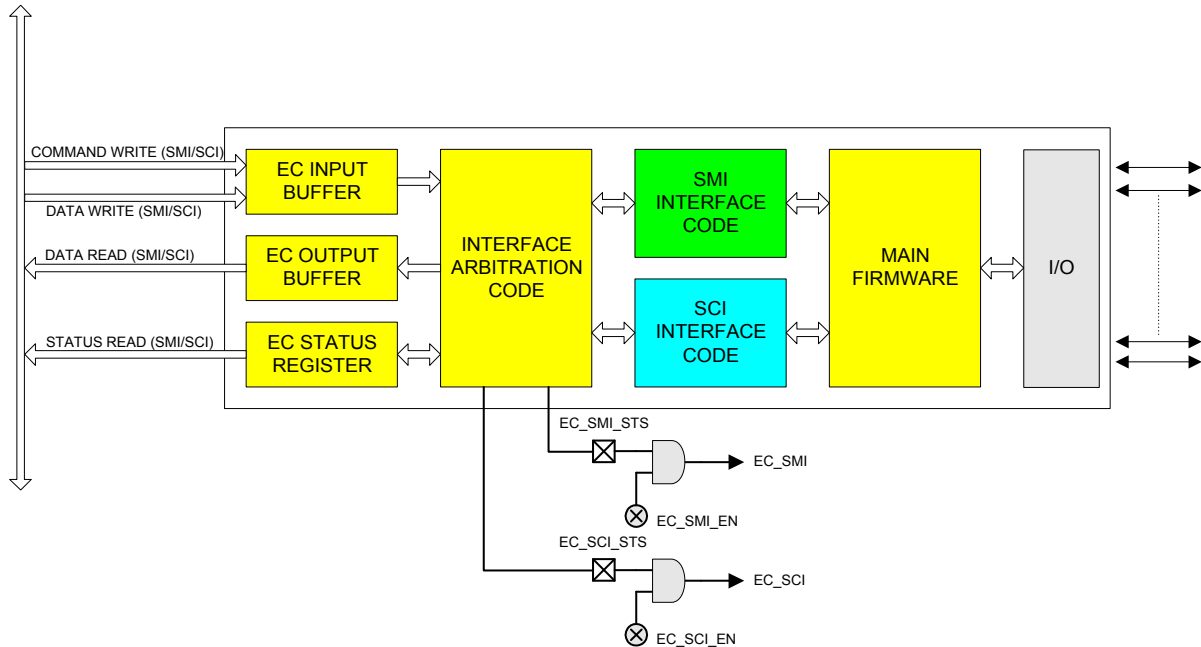 COMMAND WRITE (SMI/SCI)
DATA WRITE (SMI/SCI)
DATA READ (SMI/SCI)
STATUS READ (SMI/SCI)
EC INPUT
BUFFER
EC OUTPUT
BUFFER
EC STATUS
REGISTER
INTERFACE
ARBITRATION
CODE
SMI
INTERFACE
CODE
SCI
INTERFACE
CODE
MAIN
FIRMWARE
I/O
EC_SMI_STS
EC_SMI
EC_SMI_EN
EC_SCI_STS
EC_SCI
EC_SCI_EN